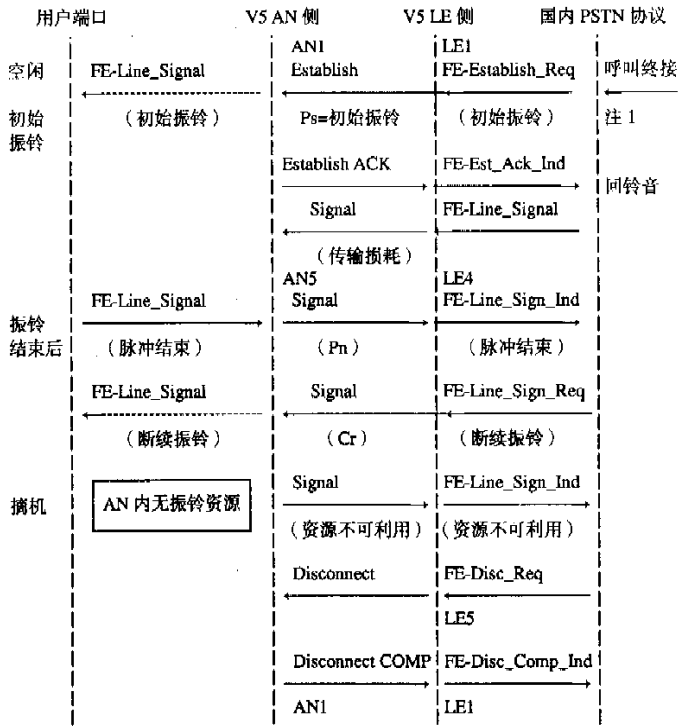 用户端口 V5 AN 侧 V5 LE 侧 国内 PSTN 协议
AN1 LE1
空闲 FE-Line_Signal Establish FE-Establish_Req 呼叫终接
初始 （初始振铃） Ps=初始振铃 （初始振铃） 注 1
振铃
Establish ACK FE-Est_Ack_Ind
回铃音
Signal FE-Line_Signal
（传输损耗）
AN5 LE4
FE-Line_Signal Signal FE-Line_Sign_Ind
振铃
结束后 （脉冲结束） （Pn） （脉冲结束）
FE-Line_Signal Signal FE-Line_Sign_Req
（断续振铃） （Cr） （断续振铃）
Signal FE-Line_Sign_Ind
摘机 AN 内无振铃资源
（资源不可利用） （资源不可利用）
Disconnect FE-Disc_Req
LE5
Disconnect COMP FE-Disc_Comp_Ind
AN1 LE1